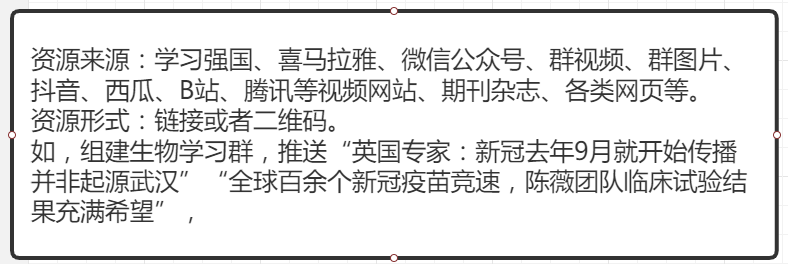 资源来源：学习强国、喜马拉雅、微信公众号、群视频、群图片、
抖音、西瓜、B站、腾讯等视频网站、期刊杂志、各类网页等。
资源形式：链接或者二维码。
如，组建生物学习群，推送“英国专家：新冠去年9月就开始传播
并非起源武汉”“全球百余个新冠疫苗竞速，陈薇团队临床试验结
果充满希望”，